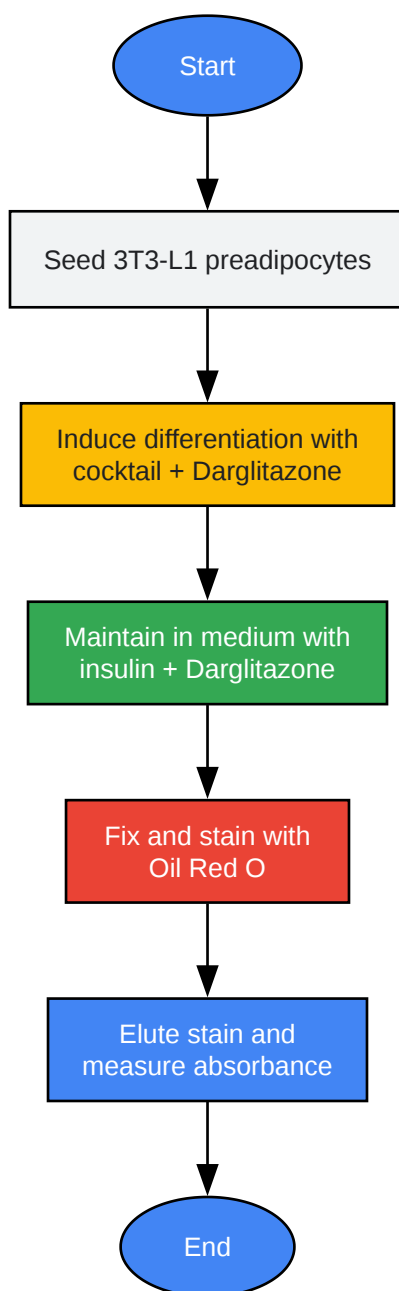 Start
Seed 3T3-L1 preadipocytes
Induce differentiation with
cocktail + Darglitazone
Maintain in medium with
insulin + Darglitazone
Fix and stain with
Oil Red O
Elute stain and
measure absorbance
End